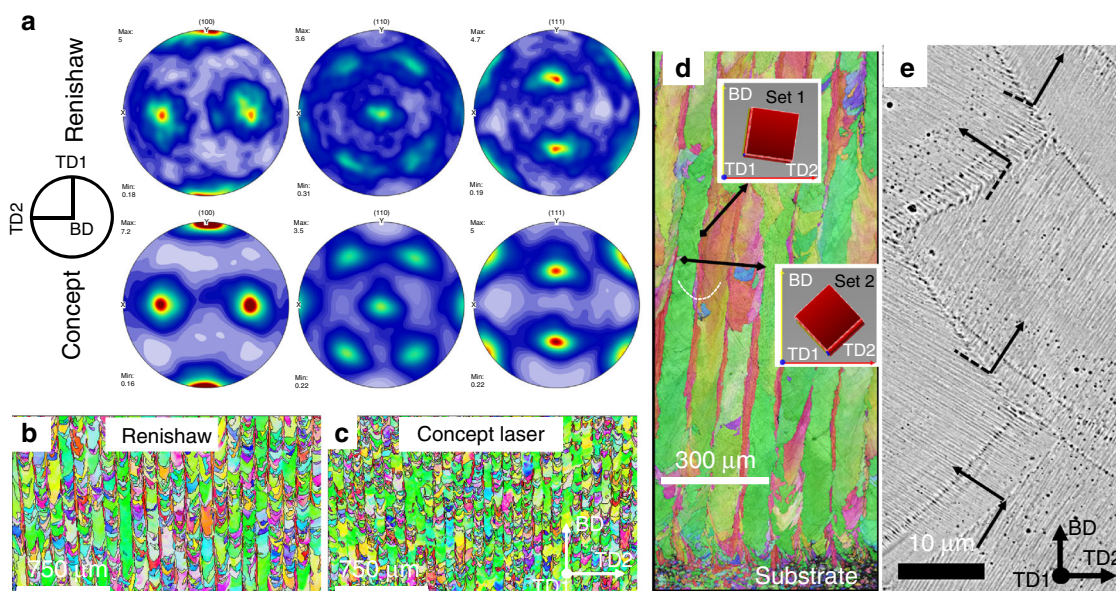 a
Renishaw
Concept
TD1
TD2
BD
Max:
5
(100)
Y
X
Min:
0.18
Max:
3.6
(110)
Y
X
Min:
0.31
Max:
4.7
(111)
Y
X
Min:
0.19
Max:
7.2
(100)
Y
X
Min:
0.16
Max:
3.5
(110)
Y
X
Min:
0.22
Max:
5
(111)
Y
X
Min:
0.22
b
Renishaw
750 μm
c
Concept laser
750 μm
BD
TD2
d
BD
Set 1
TD1
TD2
BD
Set 2
TD1
TD2
300 μm
Substrate
e
10 μm
BD
TD2
TD1